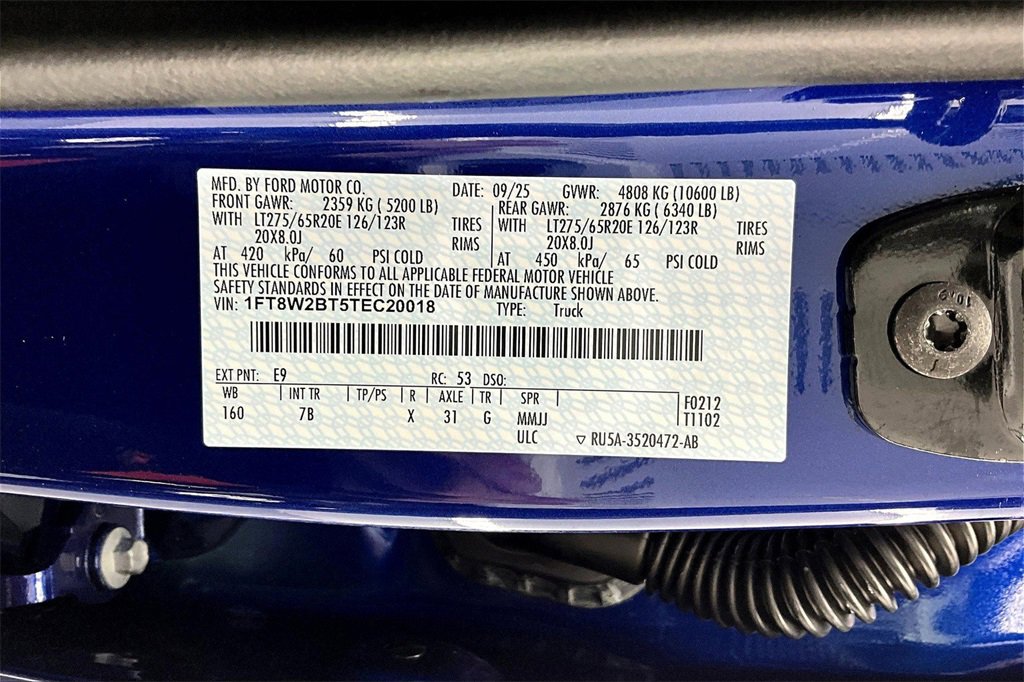 MFD. BY FORD MOTOR CO. DATE: 09/25 GVWR: 4808 KG (10600 LB)
FRONT GAWR: 2359 KG ( 5200 LB) REAR GAWR: 2876 KG ( 6340 LB)
WITH LT275/65R20E 126/123R TIRES WITH LT275/65R20E 126/123R TIRES
20X8.0J RIMS 20X8.0J RIMS
AT 420 kPa/ 60 PSI COLD AT 450 kPa/ 65 PSI COLD
THIS VEHICLE CONFORMS TO ALL APPLICABLE FEDERAL MOTOR VEHICLE
SAFETY STANDARDS IN EFFECT ON THE DATE OF MANUFACTURE SHOWN ABOVE.
VIN: 1FT8W2BT5TEC20018 TYPE: Truck
EXT PNT: E9 RC: 53 DSO:
WB INT TR TP/PS R AXLE TR SPR F0212
160 7B X 31 G MMJJ T1102
ULC ▽ RU5A-3520472-AB
10.9